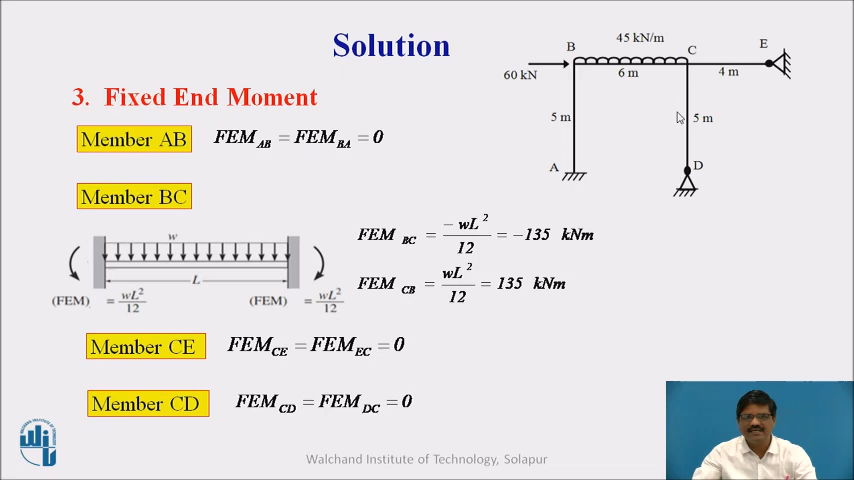 Solution
3. Fixed End Moment
45 kN/m
B
C
E
60 kN
6 m
4 m
5 m
5 m
A
D
Member AB
FEM_AB = FEM_BA = 0
Member BC
w
L
(FEM) = wL²/12
(FEM) = wL²/12
FEM_BC = -wL²/12 = -135 kNm
FEM_CB = wL²/12 = 135 kNm
Member CE
FEM_CE = FEM_EC = 0
Member CD
FEM_CD = FEM_DC = 0
Walchand Institute of Technology, Solapur